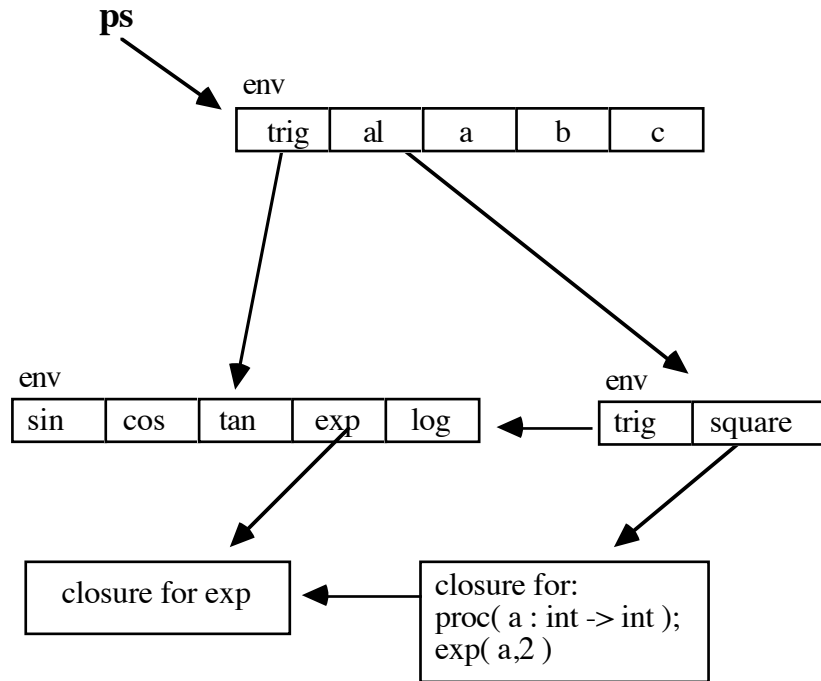 ps
env
trig al a b c
env
sin cos tan exp log
env
trig square
closure for exp
closure for:
proc( a : int -> int );
exp( a,2 )